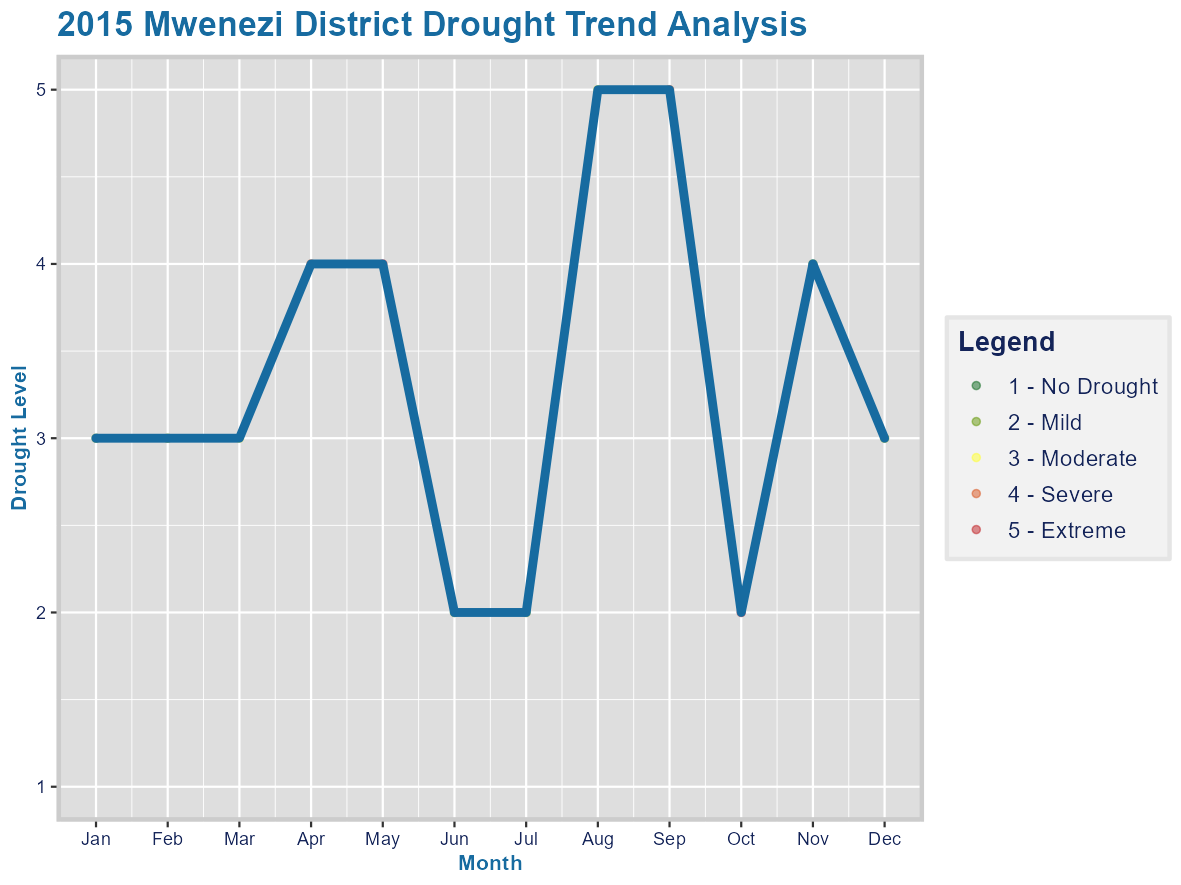 2015 Mwenezi District Drought Trend Analysis
5
4
3
2
1
Drought Level
Jan Feb Mar Apr May Jun Jul Aug Sep Oct Nov Dec
Month
Legend
1 - No Drought
2 - Mild
3 - Moderate
4 - Severe
5 - Extreme